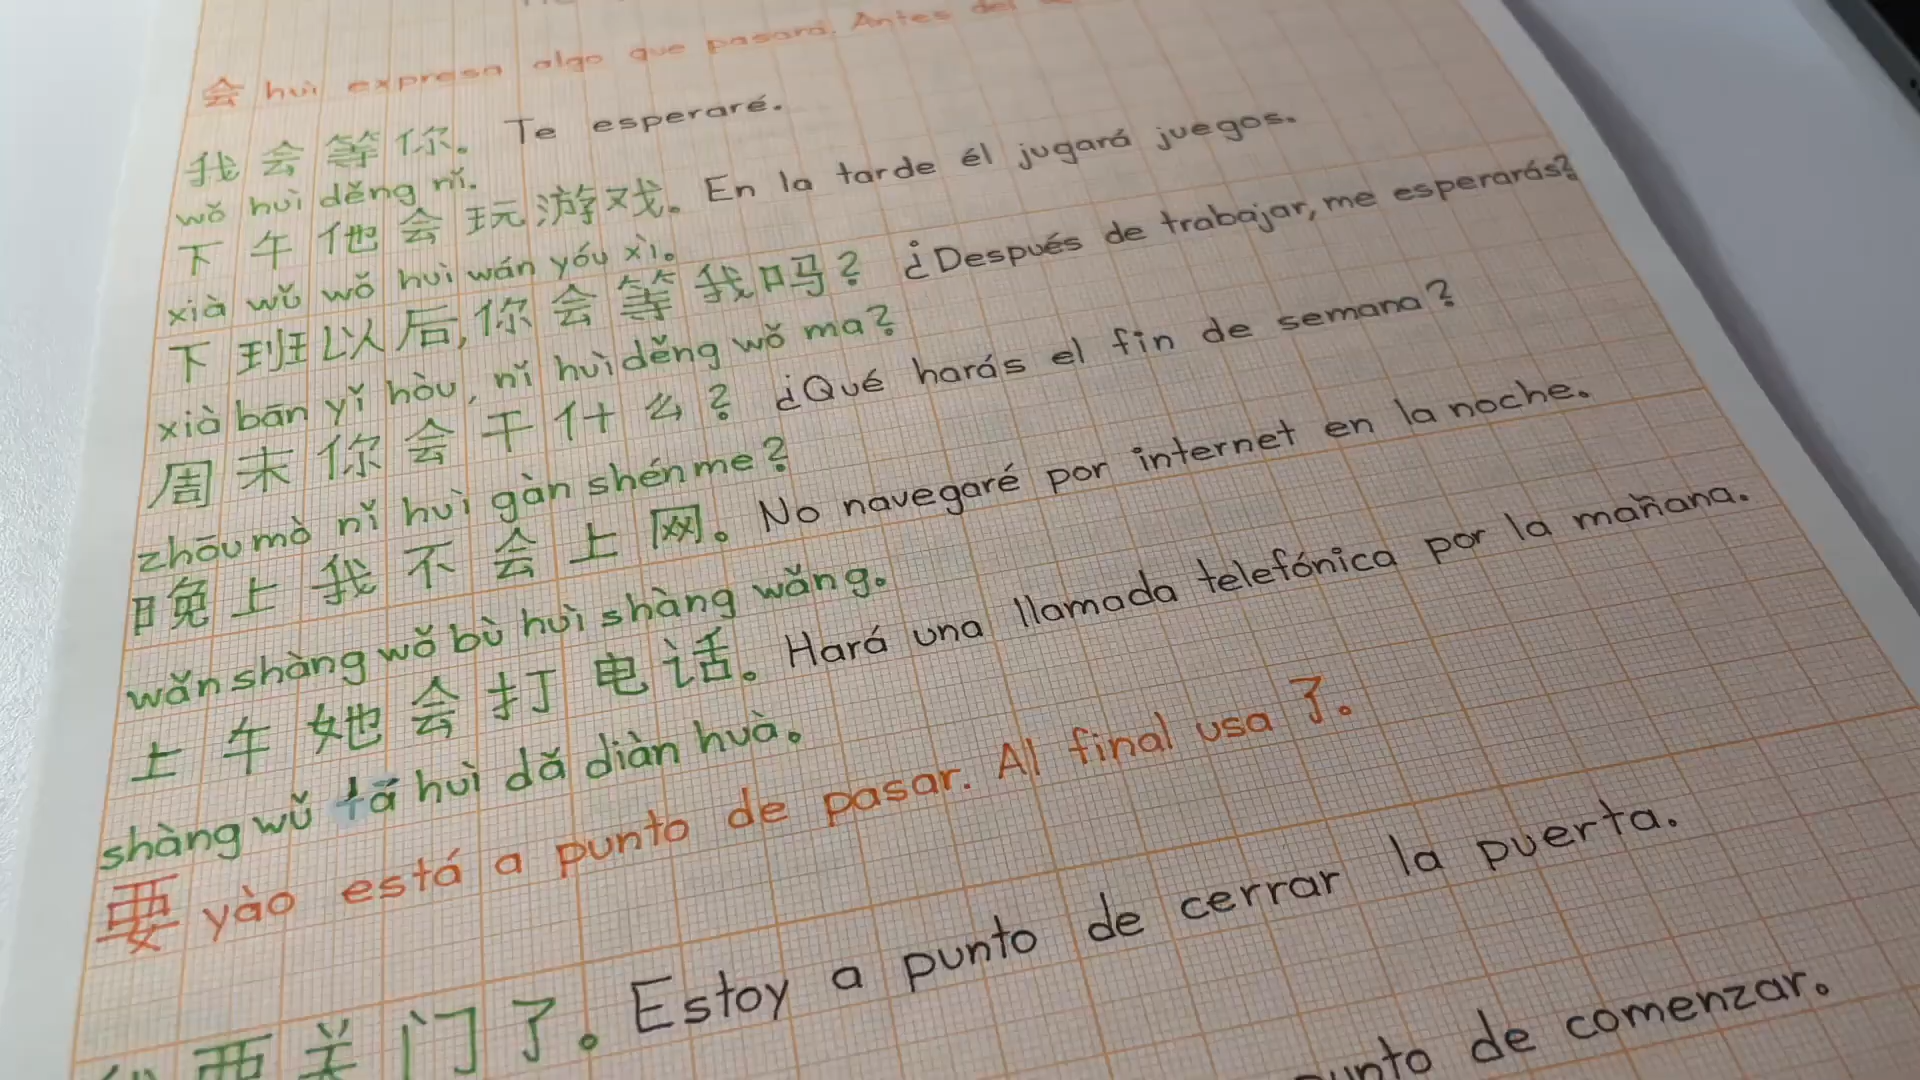 会 huì expresa algo que pasará. Antes del
我会等你。 Te esperaré.
wǒ huì děng nǐ.
下午他会玩游戏。 En la tarde él jugará juegos.
xià wǔ wǒ huì wán yóu xì。
下班以后,你会等我吗? ¿Después de trabajar, me esperarás?
xià bān yǐ hòu, nǐ huì děng wǒ ma?
周末你会干什么? ¿Qué harás el fin de semana?
zhōu mò nǐ huì gàn shén me?
晚上我不会上网。 No navegaré por internet en la noche.
wǎn shàng wǒ bù huì shàng wǎng。
上午她会打电话。 Hará una llamada telefónica por la mañana.
shàng wǔ tā huì dǎ diàn huà。
要 yào está a punto de pasar. Al final usa 了。
要关门了。 Estoy a punto de cerrar la puerta.
punto de comenzar.